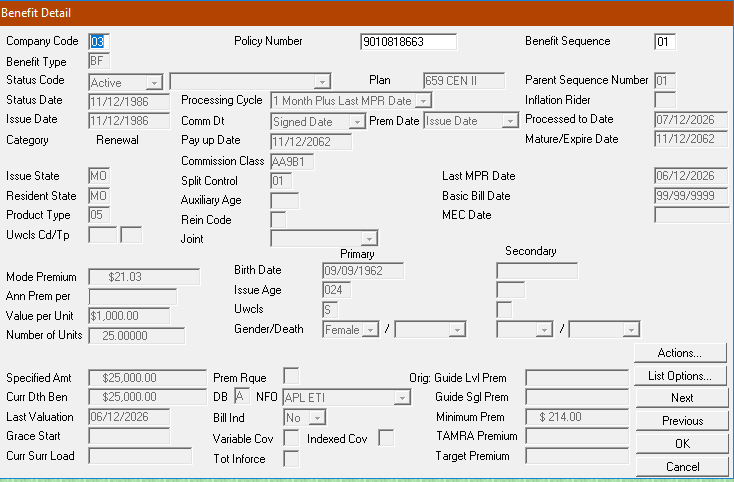 Benefit Detail
Company Code 03 Policy Number 9010818663 Benefit Sequence 01
Benefit Type BF
Status Code Active Plan 659 CEN II Parent Sequence Number 01
Status Date 11/12/1986 Processing Cycle 1 Month Plus Last MPR Date Inflation Rider
Issue Date 11/12/1986 Comm Dt Signed Date Prem Date Issue Date Processed to Date 07/12/2026
Category Renewal Pay up Date 11/12/2062 Mature/Expire Date 11/12/2062
Commission Class AA9B1
Issue State MO Split Control 01 Last MPR Date 06/12/2026
Resident State MO Auxiliary Age Basic Bill Date 99/99/9999
Product Type 05 Rein Code MEC Date
Uwcls Cd/Tp Joint
Primary Secondary
Mode Premium $21.03 Birth Date 09/09/1962
Ann Prem per Issue Age 024
Value per Unit $1,000.00 Uwcls S
Number of Units 25.00000 Gender/Death Female / /
Actions...
Specified Amt $25,000.00 Prem Rque Orig: Guide Lvl Prem List Options...
Curr Dth Ben $25,000.00 DB A NFO APL ETI Guide Sgl Prem Next
Last Valuation 06/12/2026 Bill Ind No Minimum Prem $ 214.00 Previous
Grace Start Variable Cov Indexed Cov TAMRA Premium OK
Curr Surr Load Tot Inforce Target Premium Cancel